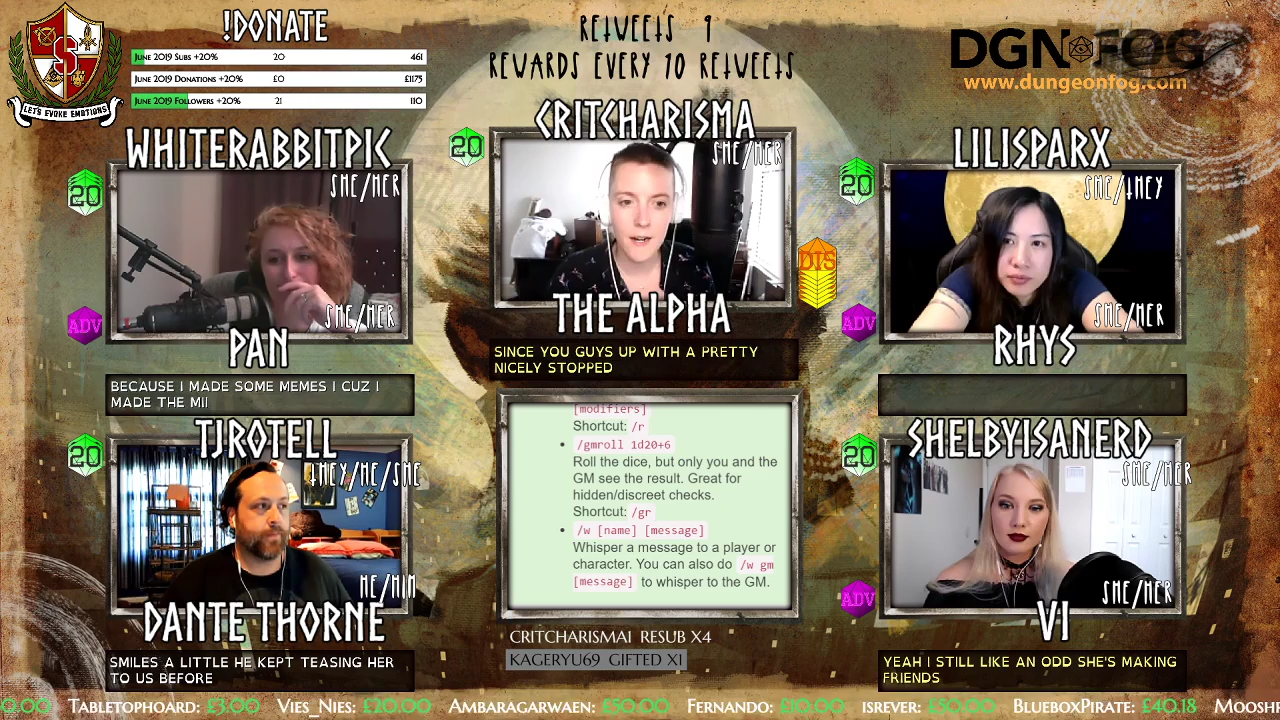 !DONATE
June 2019 Subs +20% 20 461
June 2019 Donations +20% £0 £1175
June 2019 Followers +20% 21 110
LET'S EVOKE EMOTIONS
RETWEETS 9
REWARDS EVERY 10 RETWEETS
DGN FOG
www.dungeonfog.com
WHITERABBITPIC
SHE/HER
20
ADV
SHE/HER
PAN
BECAUSE I MADE SOME MEMES I CUZ I
MADE THE MII
CRITCHARISMA
SHE/HER
20
DTS
THE ALPHA
SINCE YOU GUYS UP WITH A PRETTY
NICELY STOPPED
LILISPARX
SHE/THEY
20
ADV
SHE/HER
RHYS
TJROTELL
THEY/HE/SHE
20
HE/HIM
DANTE THORNE
SMILES A LITTLE HE KEPT TEASING HER
TO US BEFORE
[modifiers]
Shortcut: /r
• /gmroll 1d20+6
Roll the dice, but only you and the
GM see the result. Great for
hidden/discreet checks.
Shortcut: /gr
• /w [name] [message]
Whisper a message to a player or
character. You can also do /w gm
[message] to whisper to the GM.
CRITCHARISMA1 RESUB X4
KAGERYU69 GIFTED X1
SHELBYISANERD
SHE/HER
20
ADV
SHE/HER
VI
YEAH I STILL LIKE AN ODD SHE'S MAKING
FRIENDS
0.00 Tabletophoard: £3.00 Vies_Nies: £20.00 Ambaragarwaen: £50.00 Fernando: £10.00 isrever: £50.00 BlueboxPirate: £40.18